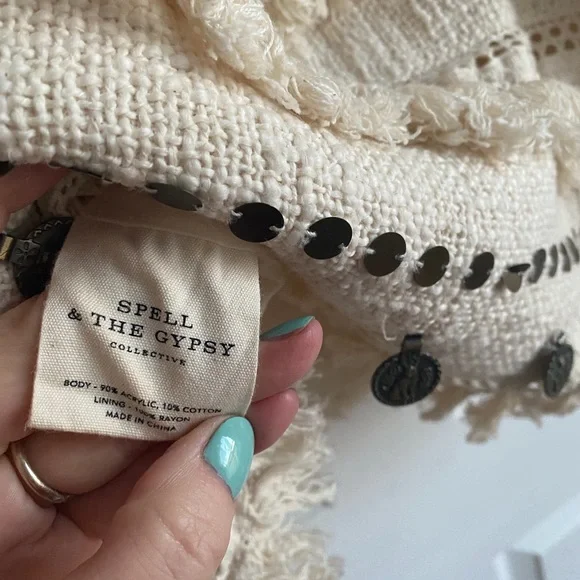 SPELL
& THE GYPSY
COLLECTIVE
BODY - 90% ACRYLIC, 10% COTTON
LINING - 100% RAYON
MADE IN CHINA